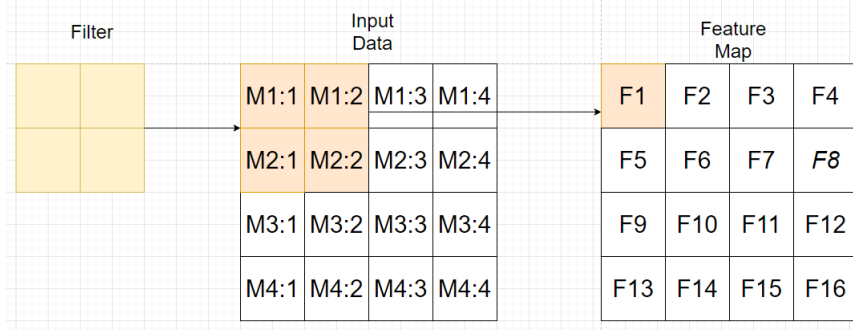 Filter
Input
Data
Feature
Map
M1:1 M1:2 M1:3 M1:4
M2:1 M2:2 M2:3 M2:4
M3:1 M3:2 M3:3 M3:4
M4:1 M4:2 M4:3 M4:4
F1 F2 F3 F4
F5 F6 F7 F8
F9 F10 F11 F12
F13 F14 F15 F16